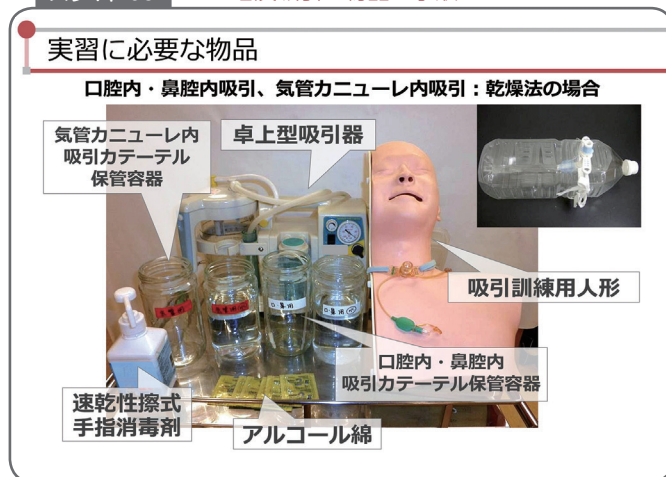 実習に必要な物品
口腔内・鼻腔内吸引、気管カニューレ内吸引：乾燥法の場合
気管カニューレ内
吸引カテーテル
保管容器
卓上型吸引器
吸引訓練用人形
口腔内・鼻腔内
吸引カテーテル保管容器
速乾性擦式
手指消毒剤
アルコール綿
口・鼻用